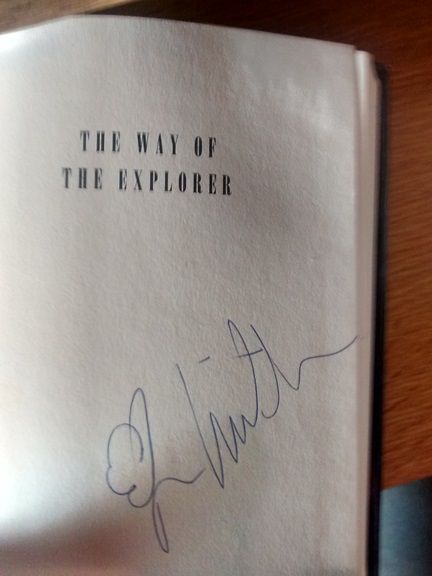 THE WAY OF
THE EXPLORER